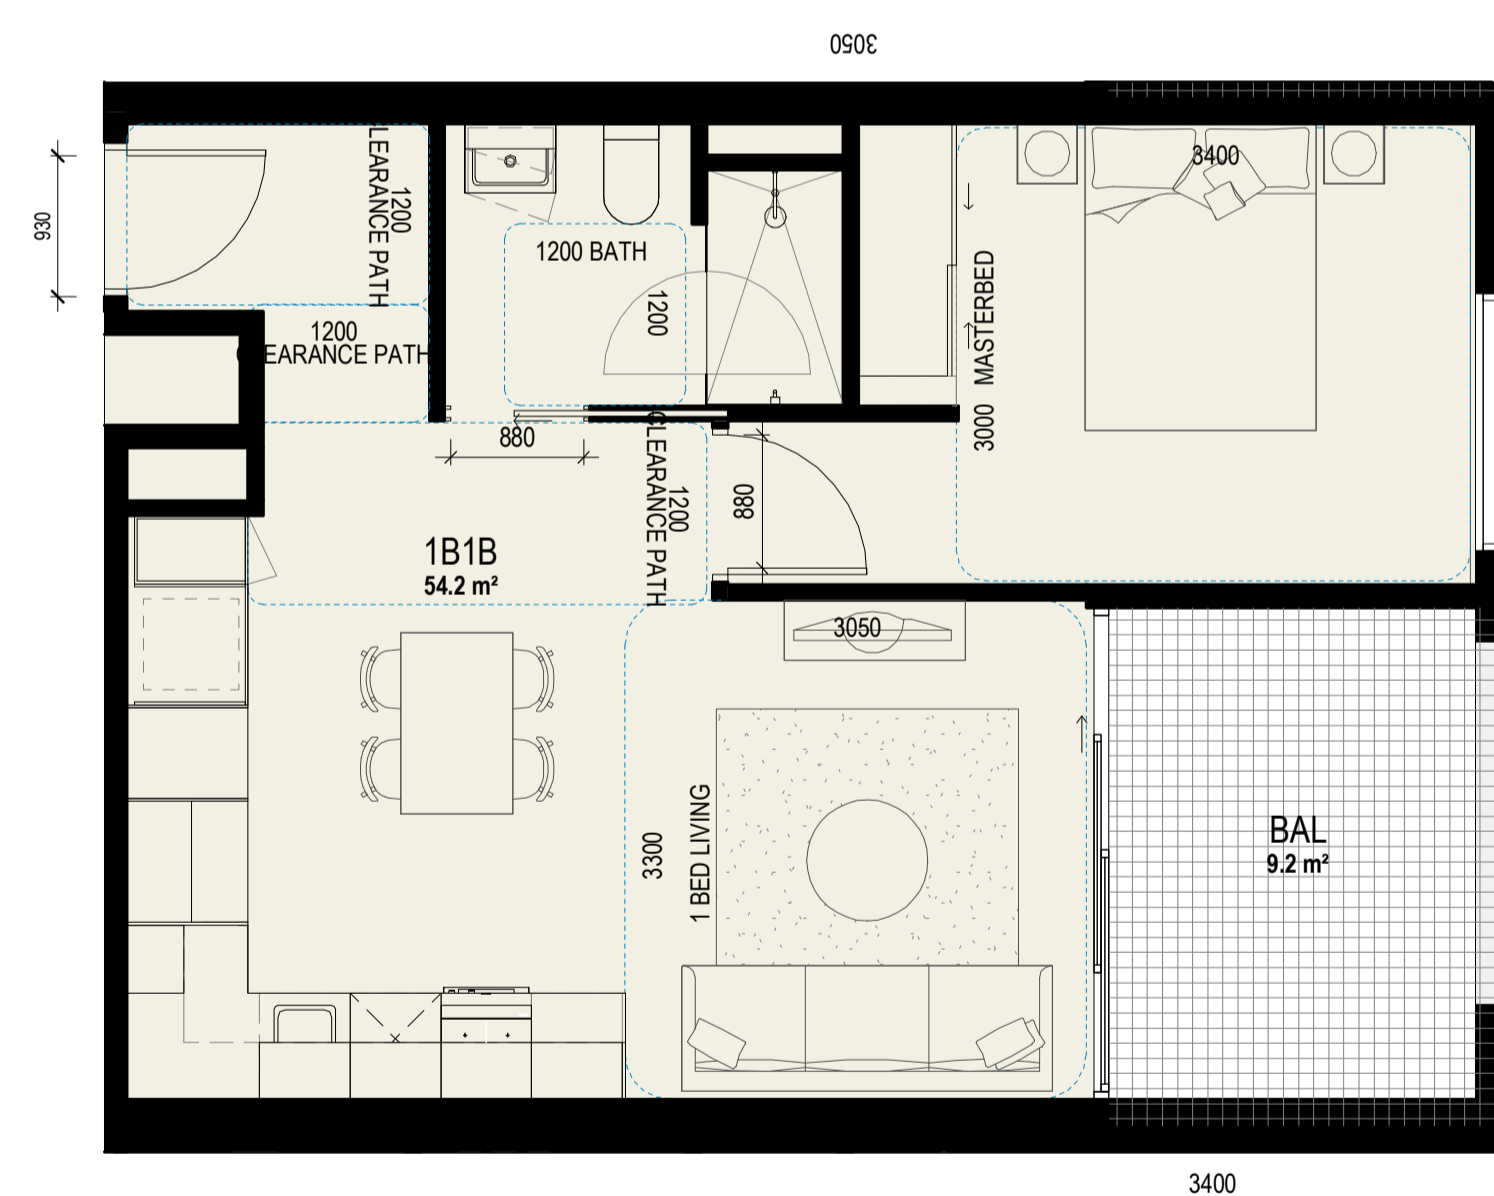 3050
930
1200
CLEARANCE PATH
1200
CLEARANCE PATH
1200 BATH
1200
3400
3000 MASTERBED
880
1200
CLEARANCE PATH
880
1B1B
54.2 m²
3050
3300
1 BED LIVING
BAL
9.2 m²
3400